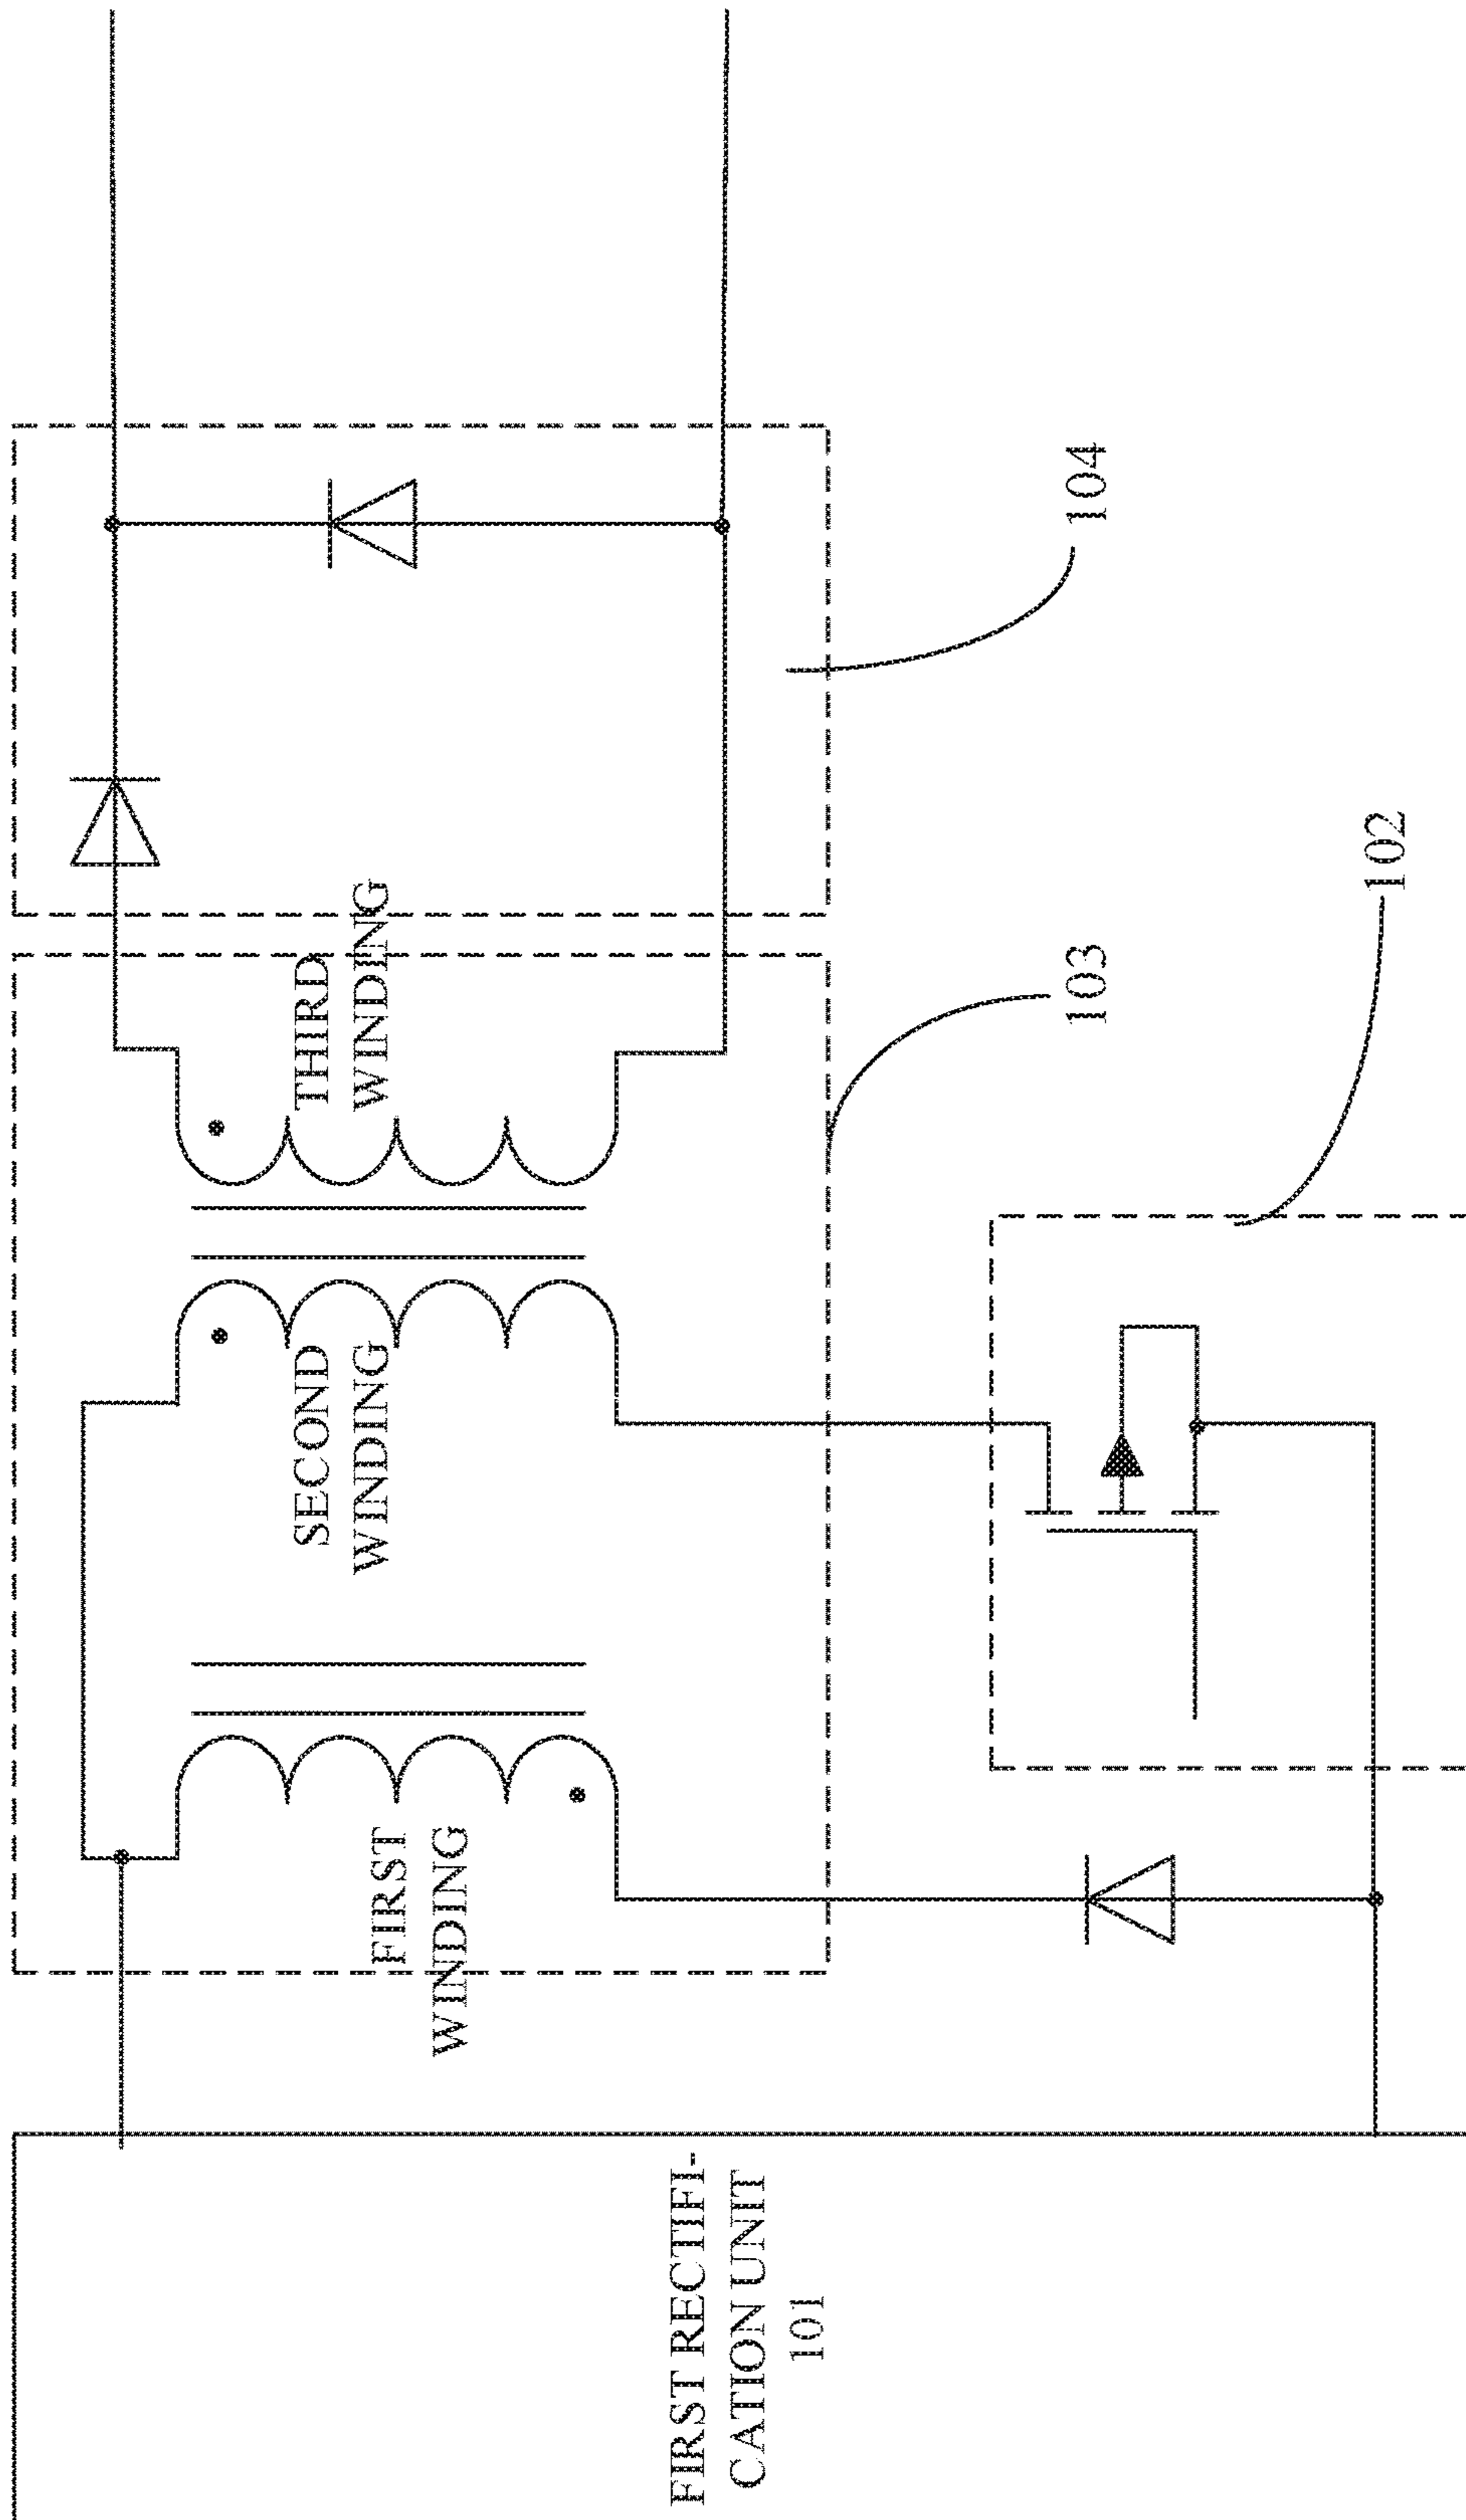 FIRST RECTIFI-
CATION UNIT
101
FIRST
WINDING
SECOND
WINDING
THIRD
WINDING
103
104
102